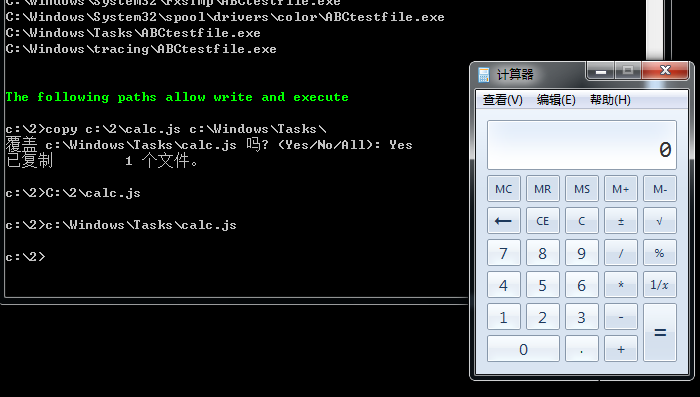 C:\Windows\System32\FxsTmp\ABCtestfile.exe
C:\Windows\System32\spool\drivers\color\ABCtestfile.exe
C:\Windows\Tasks\ABCtestfile.exe
C:\Windows\tracing\ABCtestfile.exe
The following paths allow write and execute
c:\2>copy c:\2\calc.js c:\Windows\Tasks\
覆盖 c:\Windows\Tasks\calc.js 吗? (Yes/No/All): Yes
已复制         1 个文件。
c:\2>C:\2\calc.js
c:\2>c:\Windows\Tasks\calc.js
c:\2>
计算器
查看(V) 编辑(E) 帮助(H)
0
MC MR MS M+ M-
← CE C ± √
7 8 9 / %
4 5 6 * 1/x
1 2 3 - =
0 . +